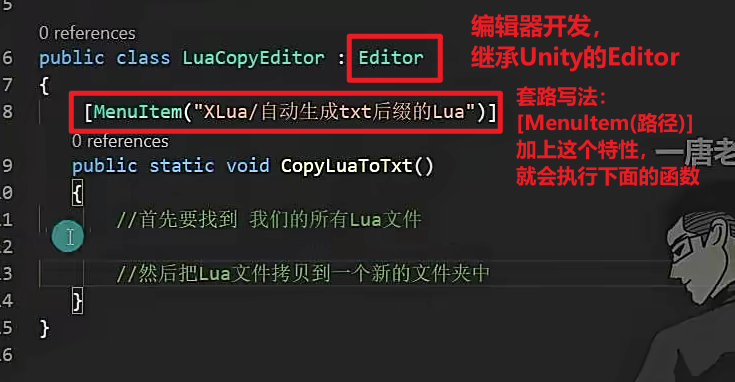 5
0 references
6 public class LuaCopyEditor : Editor
7 {
8 [MenuItem("XLua/自动生成txt后缀的Lua")]
0 references
9 public static void CopyLuaToTxt()
10 {
11 //首先要找到 我们的所有Lua文件
12
13 //然后把Lua文件拷贝到一个新的文件夹中
14 }
15 }
16
编辑器开发，
继承Unity的Editor
套路写法：
[MenuItem(路径)]
加上这个特性，
就会执行下面的函数
一唐老